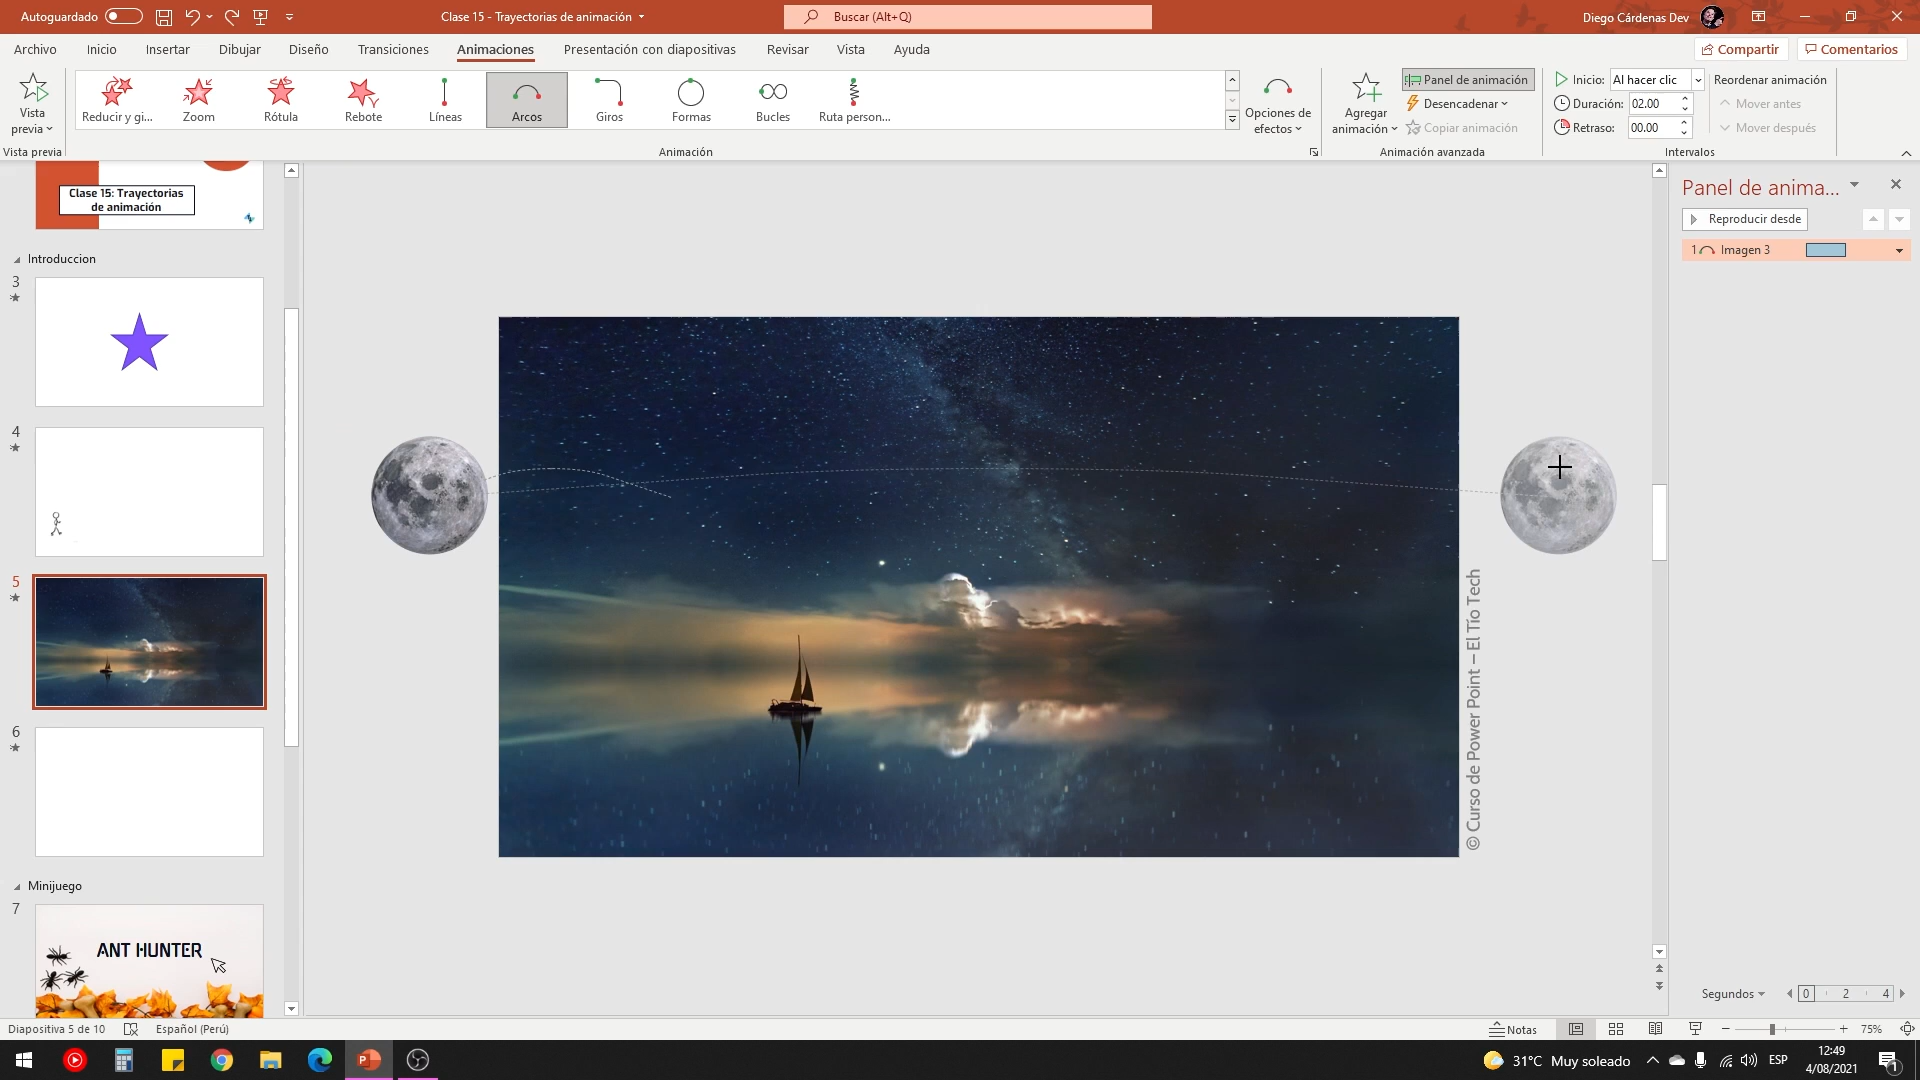 Autoguardado
Clase 15 - Trayectorias de animación
Buscar (Alt+Q)
Diego Cárdenas Dev
Archivo
Inicio
Insertar
Dibujar
Diseño
Transiciones
Animaciones
Presentación con diapositivas
Revisar
Vista
Ayuda
Compartir
Comentarios
Vista previa
Vista previa
Reducir y gi...
Zoom
Rótula
Rebote
Líneas
Arcos
Giros
Formas
Bucles
Ruta person...
Animación
Opciones de efectos
Agregar animación
Panel de animación
Desencadenar
Copiar animación
Animación avanzada
Inicio: Al hacer clic
Duración: 02.00
Retraso: 00.00
Reordenar animación
Mover antes
Mover después
Intervalos
Clase 15: Trayectorias
de animación
Introduccion
3
4
5
6
Minijuego
7
ANT HUNTER
© Curso de Power Point – El Tío Tech
Panel de anima...
Reproducir desde
1 Imagen 3
Segundos
0 2 4
Diapositiva 5 de 10
Español (Perú)
Notas
75%
31°C Muy soleado
ESP
12:49
4/08/2021
1